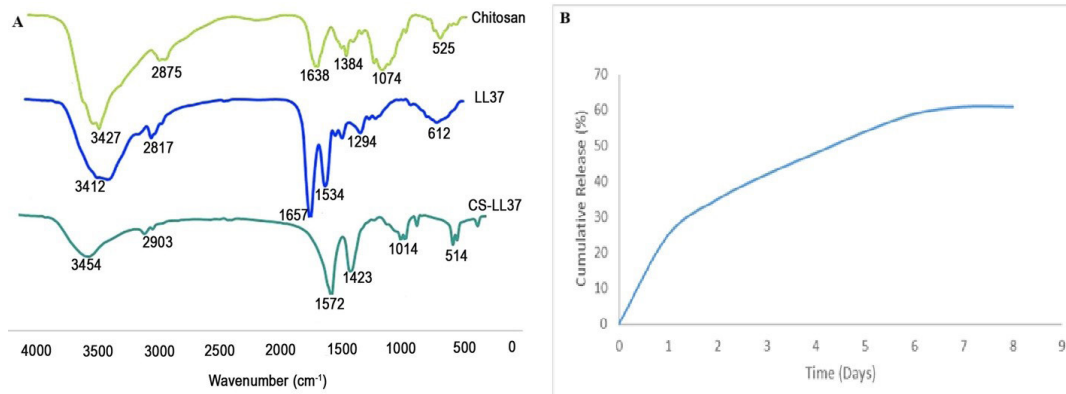 A
Chitosan
3427
2875
1638
1384
1074
525
LL37
3412
2817
1657
1534
1294
612
CS-LL37
3454
2903
1572
1423
1014
514
4000 3500 3000 2000 1500 1000 500 0
Wavenumber (cm⁻¹)
B
Cumulative Release (%)
70
60
50
40
30
20
10
0
0 1 2 3 4 5 6 7 8 9
Time (Days)